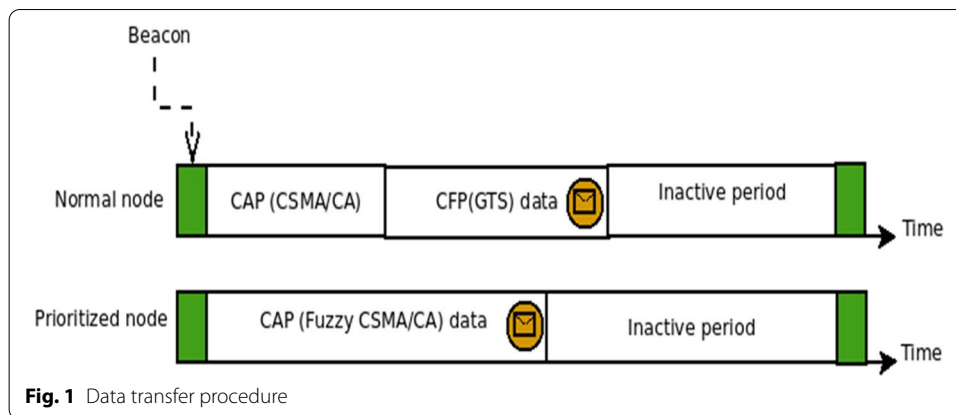 Beacon
Normal node
CAP (CSMA/CA)
CFP(GTS) data
Inactive period
Time
Prioritized node
CAP (Fuzzy CSMA/CA) data
Inactive period
Time
Fig. 1 Data transfer procedure